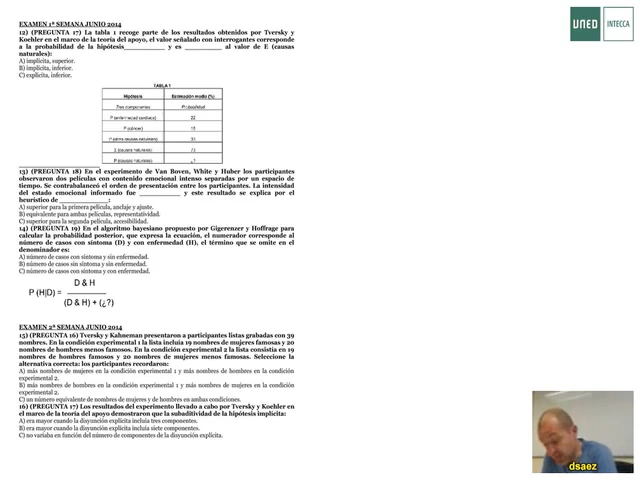 EXAMEN 1ª SEMANA JUNIO 2014
12) (PREGUNTA 17) La tabla 1 recoge parte de los resultados obtenidos por Tversky y
Koehler en el marco de la teoría del apoyo, el valor señalado con interrogantes corresponde
a la probabilidad de la hipótesis__________ y es _________ al valor de E (causas
naturales):
A) implícita, superior.
B) implícita, inferior.
C) explícita, inferior.
TABLA 1
Hipótesis Estimación media (%)
Tres componentes Probabilidad
P (enfermedad cardiaca) 22
P (cáncer) 18
P (otras causas naturales) 33
Σ (causas naturales) 73
P (causas naturales) ¿?
13) (PREGUNTA 18) En el experimento de Van Boven, White y Huber los participantes
observaron dos películas con contenido emocional intenso separadas por un espacio de
tiempo. Se contrabalanceó el orden de presentación entre los participantes. La intensidad
del estado emocional informado fue __________ y este resultado se explica por el
heurístico de ____________:
A) superior para la primera película, anclaje y ajuste.
B) equivalente para ambas películas, representatividad.
C) superior para la segunda película, accesibilidad.
14) (PREGUNTA 19) En el algoritmo bayesiano propuesto por Gigerenzer y Hoffrage para
calcular la probabilidad posterior, que expresa la ecuación, el numerador corresponde al
número de casos con síntoma (D) y con enfermedad (H), el término que se omite en el
denominador es:
A) número de casos con síntoma y sin enfermedad.
B) número de casos sin síntoma y sin enfermedad.
C) número de casos con síntoma y con enfermedad.
D & H
P (H|D) =
(D & H) + (¿?)
EXAMEN 2ª SEMANA JUNIO 2014
15) (PREGUNTA 16) Tversky y Kahneman presentaron a participantes listas grabadas con 39
nombres. En la condición experimental 1 la lista incluía 19 nombres de mujeres famosas y 20
nombres de hombres menos famosos. En la condición experimental 2 la lista consistía en 19
nombres de hombres famosos y 20 nombres de mujeres menos famosas. Seleccione la
alternativa correcta: los participantes recordaron:
A) más nombres de mujeres en la condición experimental 1 y más nombres de hombres en la condición
experimental 2.
B) más nombres de hombres en la condición experimental 1 y más nombres de mujeres en la condición
experimental 2.
C) un número equivalente de nombres de mujeres y de hombres en ambas condiciones.
16) (PREGUNTA 17) Los resultados del experimento llevado a cabo por Tversky y Koehler en
el marco de la teoría del apoyo demostraron que la subaditividad de la hipótesis implícita:
A) era mayor cuando la disyunción explícita incluía tres componentes.
B) era mayor cuando la disyunción explícita incluía siete componentes.
C) no variaba en función del número de componentes de la disyunción explícita.
UNED INTECCA
dsaez